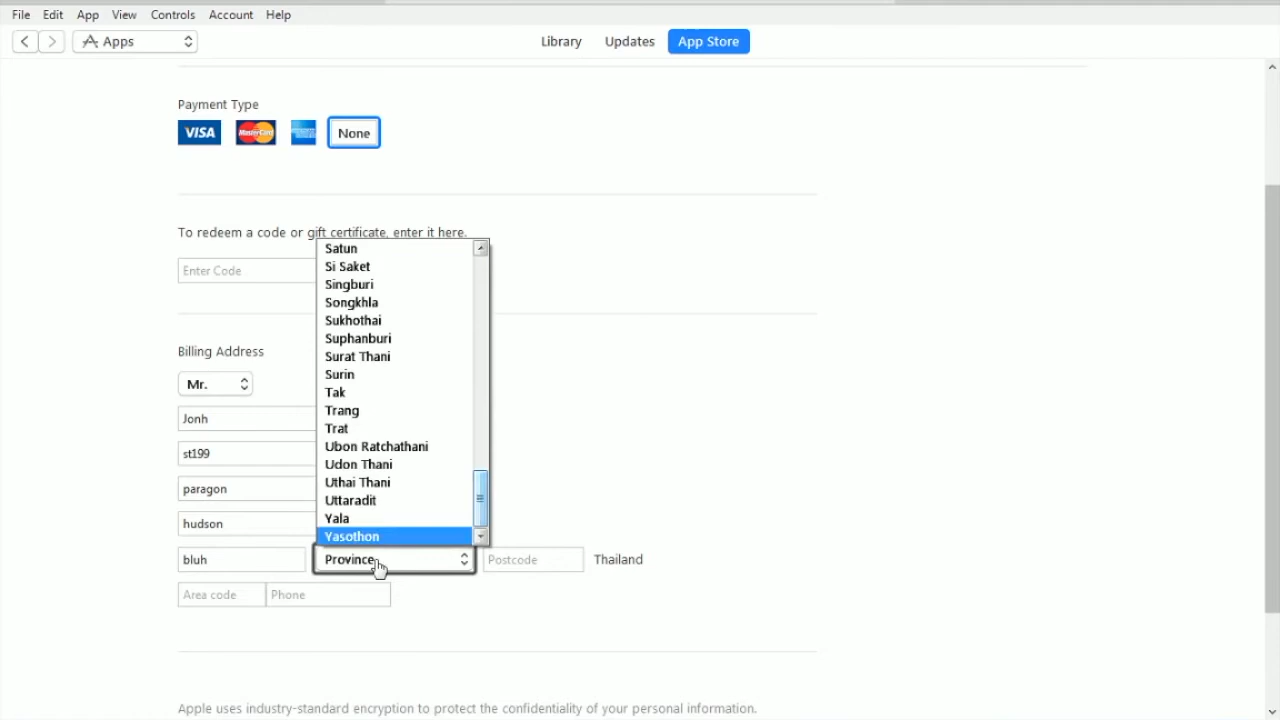 File Edit App View Controls Account Help
Apps Library Updates App Store
Payment Type
VISA MasterCard None
To redeem a code or gift certificate, enter it here.
Enter Code
Billing Address
Mr.
Jonh
st199
paragon
hudson
Satun
Si Saket
Singburi
Songkhla
Sukhothai
Suphanburi
Surat Thani
Surin
Tak
Trang
Trat
Ubon Ratchathani
Udon Thani
Uthai Thani
Uttaradit
Yala
Yasothon
bluh Province Postcode Thailand
Area code Phone
Apple uses industry-standard encryption to protect the confidentiality of your personal information.